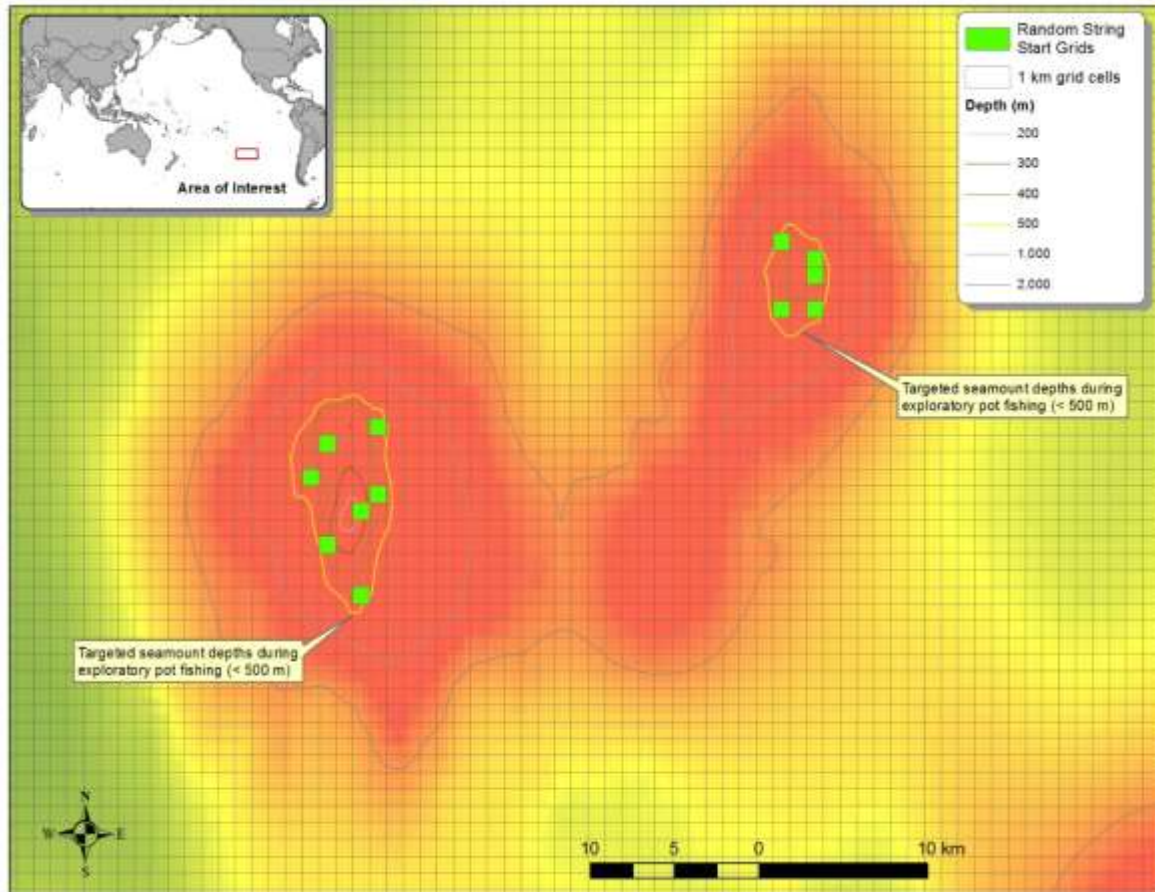 Area of Interest
Random String
Start Grids
1 km grid cells
Depth (m)
200
300
400
500
1,000
2,000
Targeted seamount depths during
exploratory pot fishing (< 500 m)
Targeted seamount depths during
exploratory pot fishing (< 500 m)
N
W E
S
10 5 0 10 km